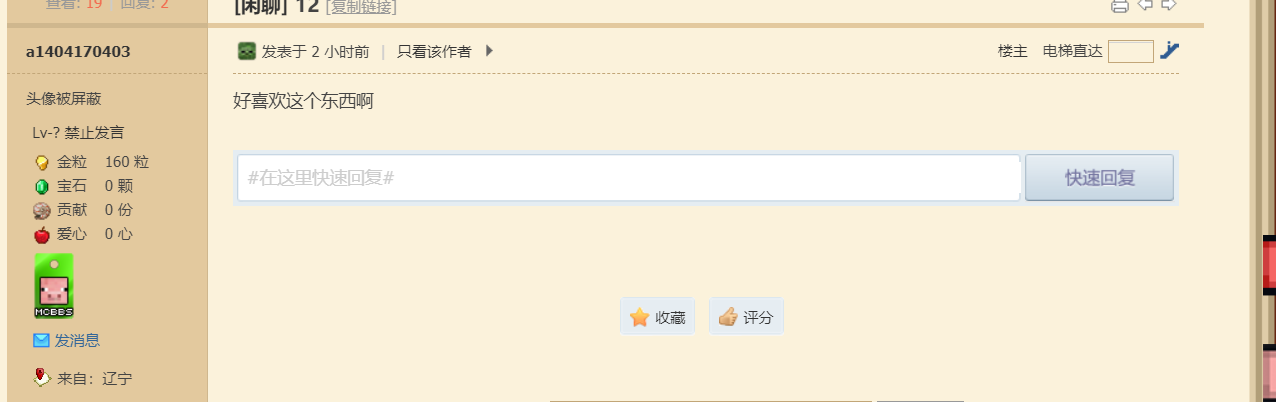 查看: 19 回复: 2
[闲聊] 12 [复制链接]
a1404170403
发表于 2 小时前 | 只看该作者
楼主 电梯直达
头像被屏蔽
好喜欢这个东西啊
Lv-? 禁止发言
金粒 160 粒
宝石 0 颗
贡献 0 份
爱心 0 心
MCBBS
#在这里快速回复#
快速回复
收藏
评分
发消息
来自: 辽宁